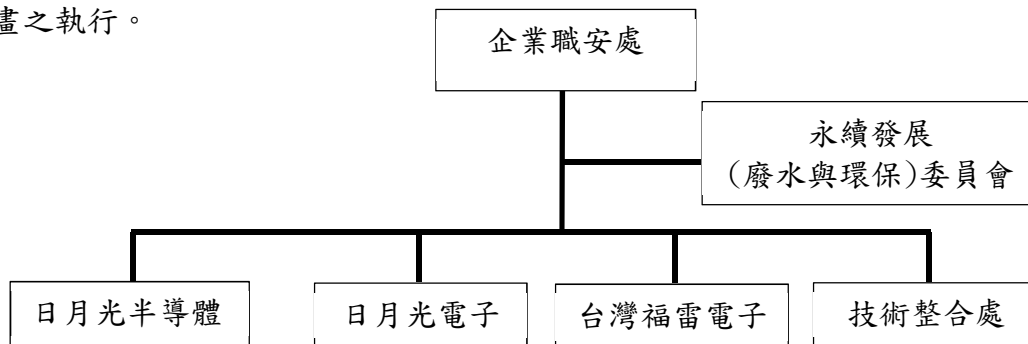 畫之執行。
企業職安處
永續發展
(廢水與環保)委員會
日月光半導體
日月光電子
台灣福雷電子
技術整合處